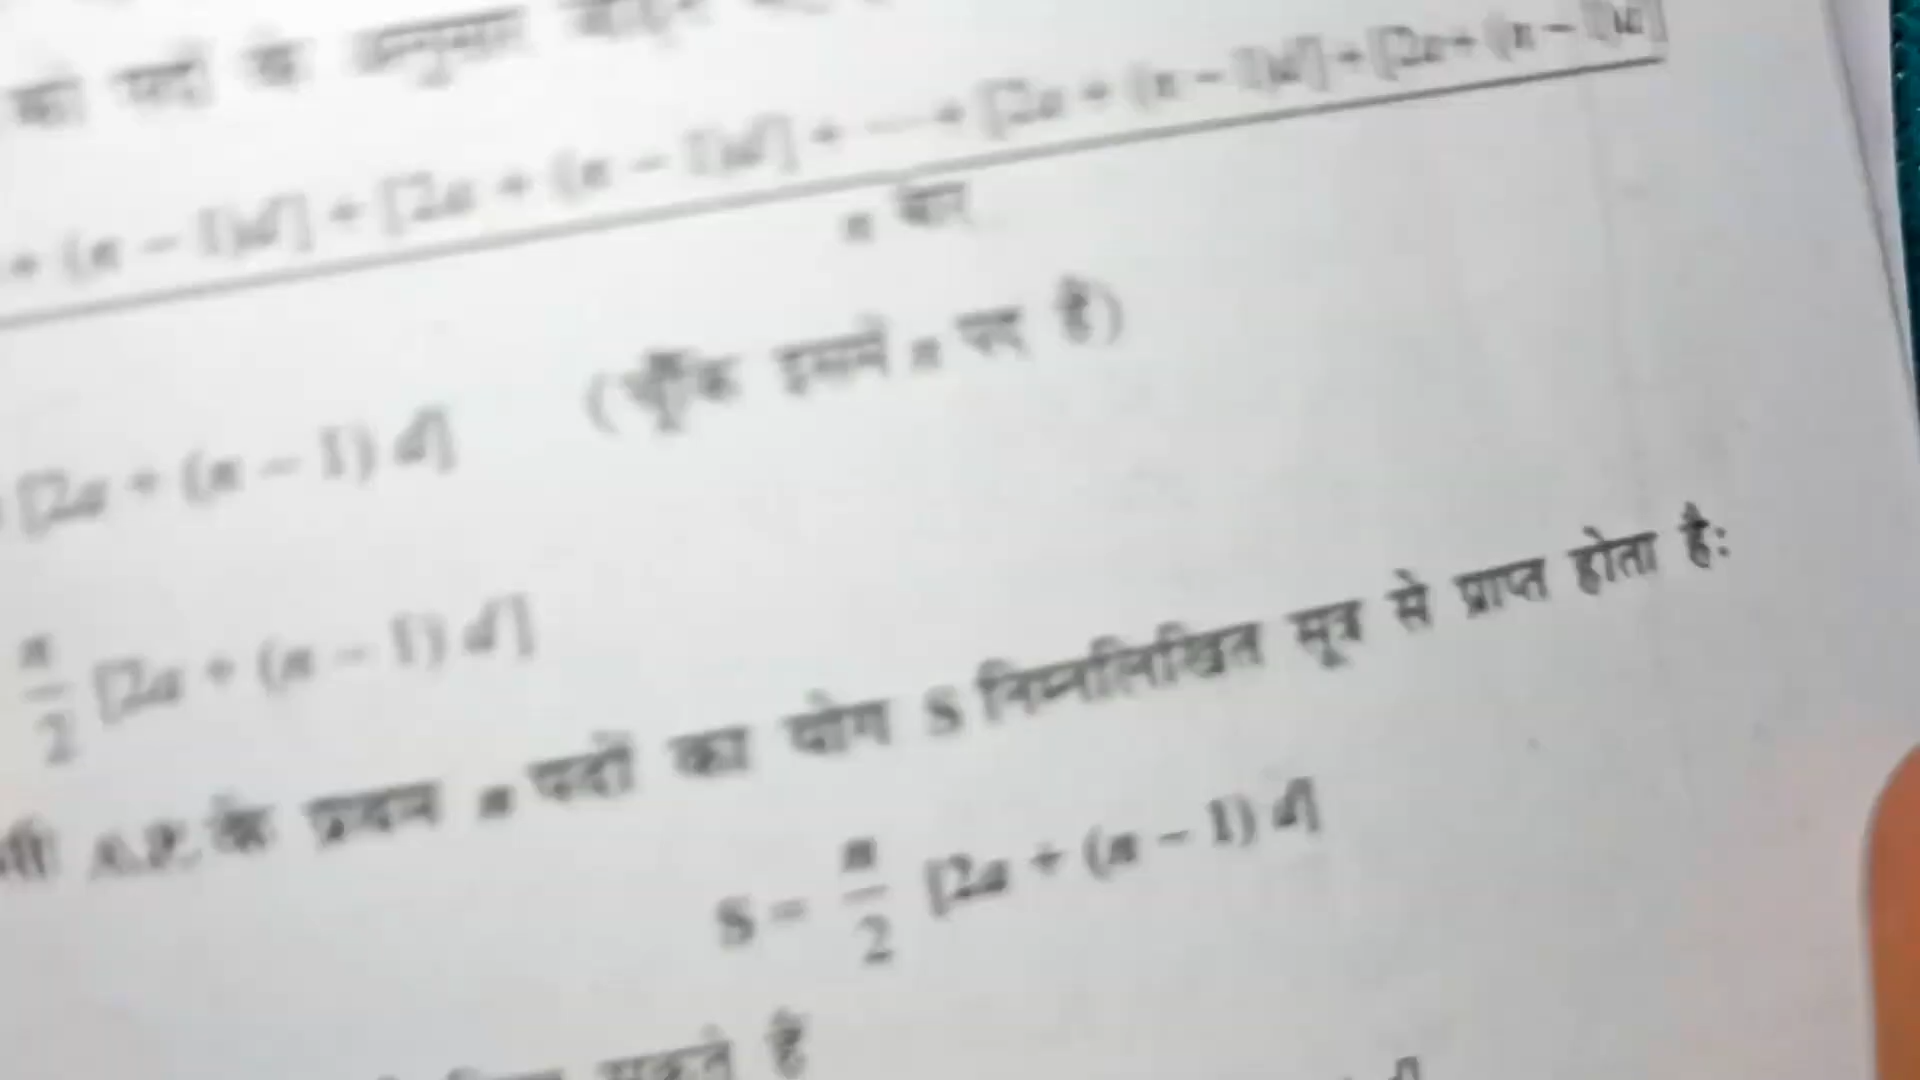 को पदों के अनुसार
+ (n – 1)d] + [2a + (n – 1)d] + ... + [2a + (n – 1)d] + [2a + (n – 1)d]
n बार
(चूँकि इसमें n पद हैं)
[2a + (n – 1) d]
n/2 [2a + (n – 1) d]
A.P. के प्रथम n पदों का योग S निम्नलिखित सूत्र से प्राप्त होता है:
S = n/2 [2a + (n – 1) d]
सकते हैं